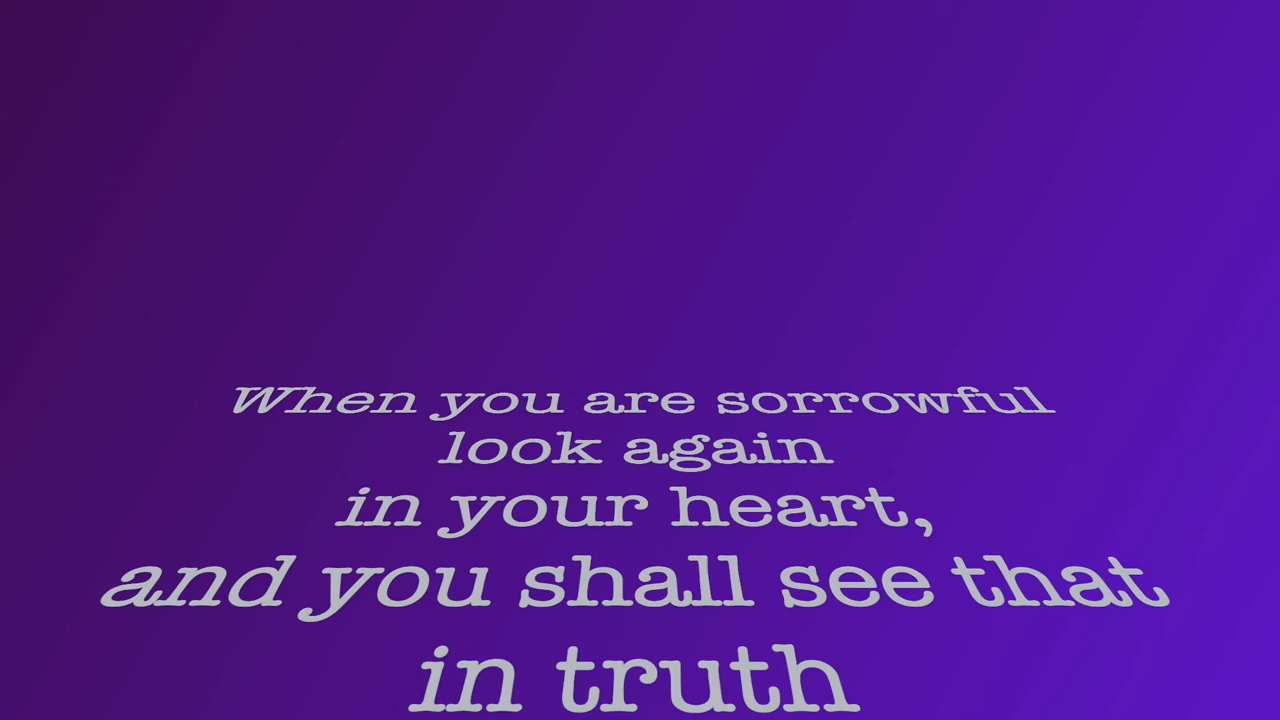 When you are sorrowful
look again
in your heart,
and you shall see that
in truth